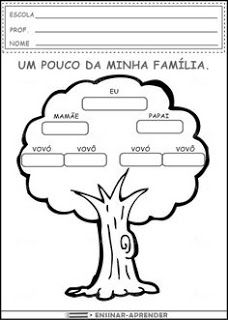 ESCOLA
PROF.
NOME
UM POUCO DA MINHA FAMÍLIA.
EU
MAMÃE PAPAI
VOVÓ VOVÔ VOVÓ VOVÔ
ENSINAR-APRENDER